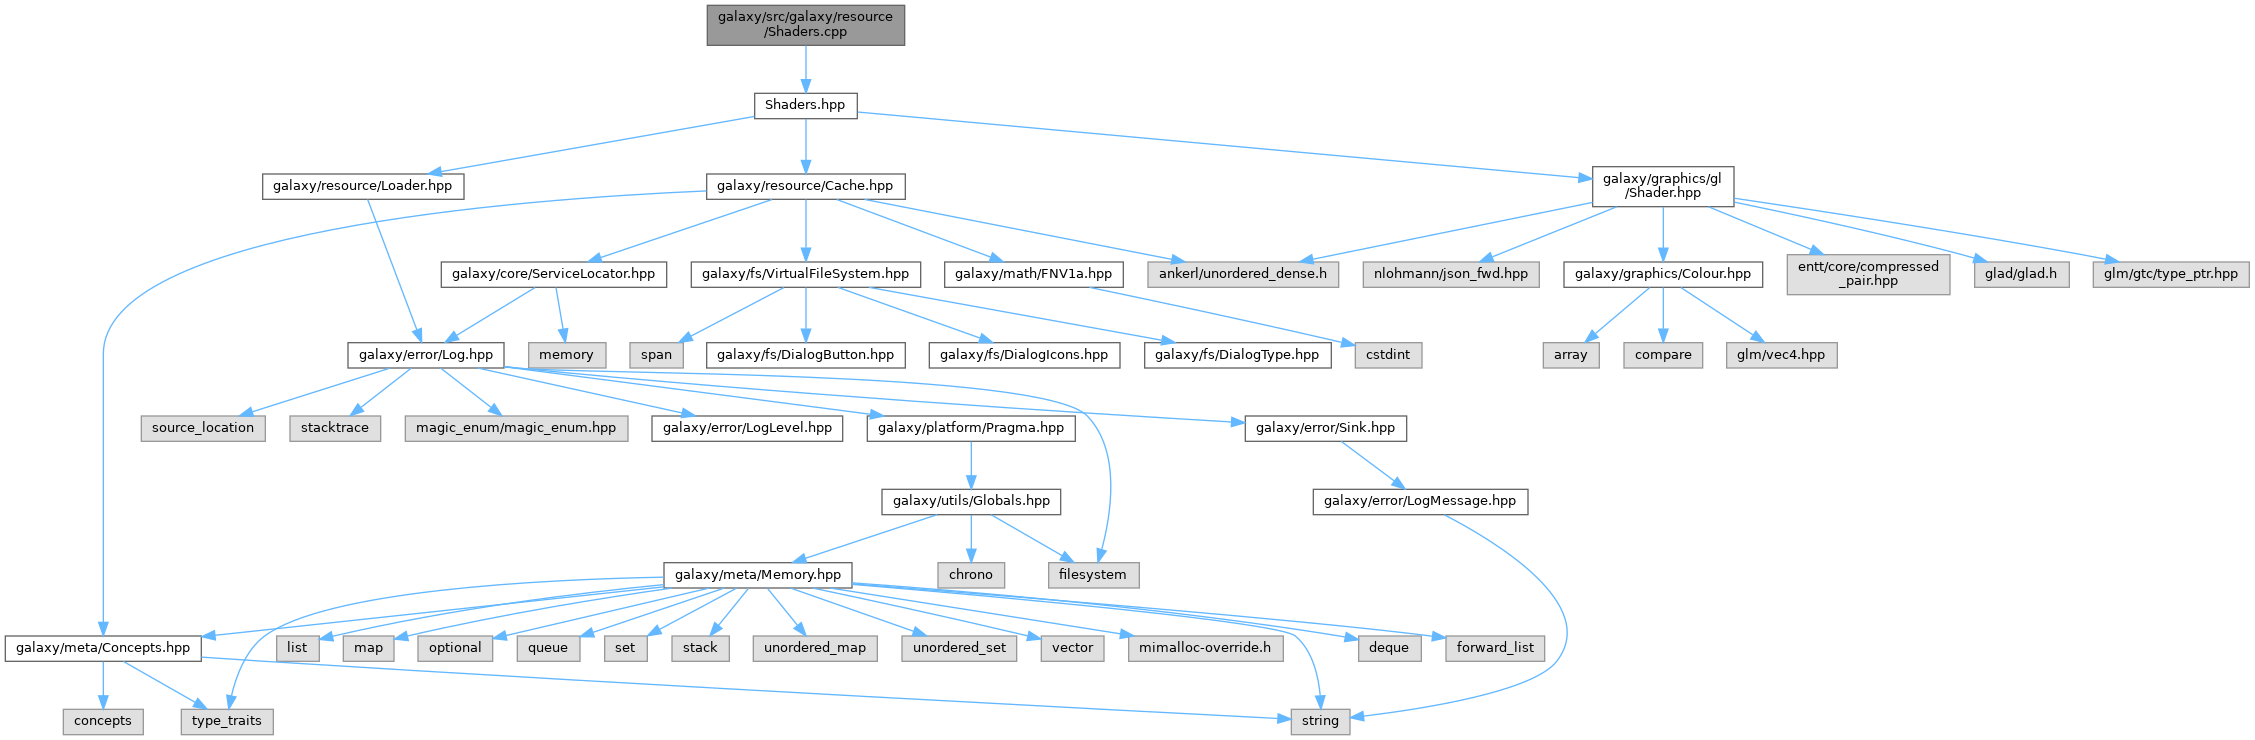 galaxy/src/galaxy/resource
/Shaders.cpp
Shaders.hpp
galaxy/resource/Loader.hpp
galaxy/resource/Cache.hpp
galaxy/graphics/gl
/Shader.hpp
galaxy/core/ServiceLocator.hpp
galaxy/fs/VirtualFileSystem.hpp
galaxy/math/FNV1a.hpp
ankerl/unordered_dense.h
nlohmann/json_fwd.hpp
galaxy/graphics/Colour.hpp
entt/core/compressed
_pair.hpp
glad/glad.h
glm/gtc/type_ptr.hpp
galaxy/error/Log.hpp
memory
span
galaxy/fs/DialogButton.hpp
galaxy/fs/DialogIcons.hpp
galaxy/fs/DialogType.hpp
cstdint
array
compare
glm/vec4.hpp
source_location
stacktrace
magic_enum/magic_enum.hpp
galaxy/error/LogLevel.hpp
galaxy/platform/Pragma.hpp
galaxy/error/Sink.hpp
galaxy/utils/Globals.hpp
galaxy/error/LogMessage.hpp
galaxy/meta/Memory.hpp
chrono
filesystem
galaxy/meta/Concepts.hpp
list
map
optional
queue
set
stack
unordered_map
unordered_set
vector
mimalloc-override.h
deque
forward_list
concepts
type_traits
string